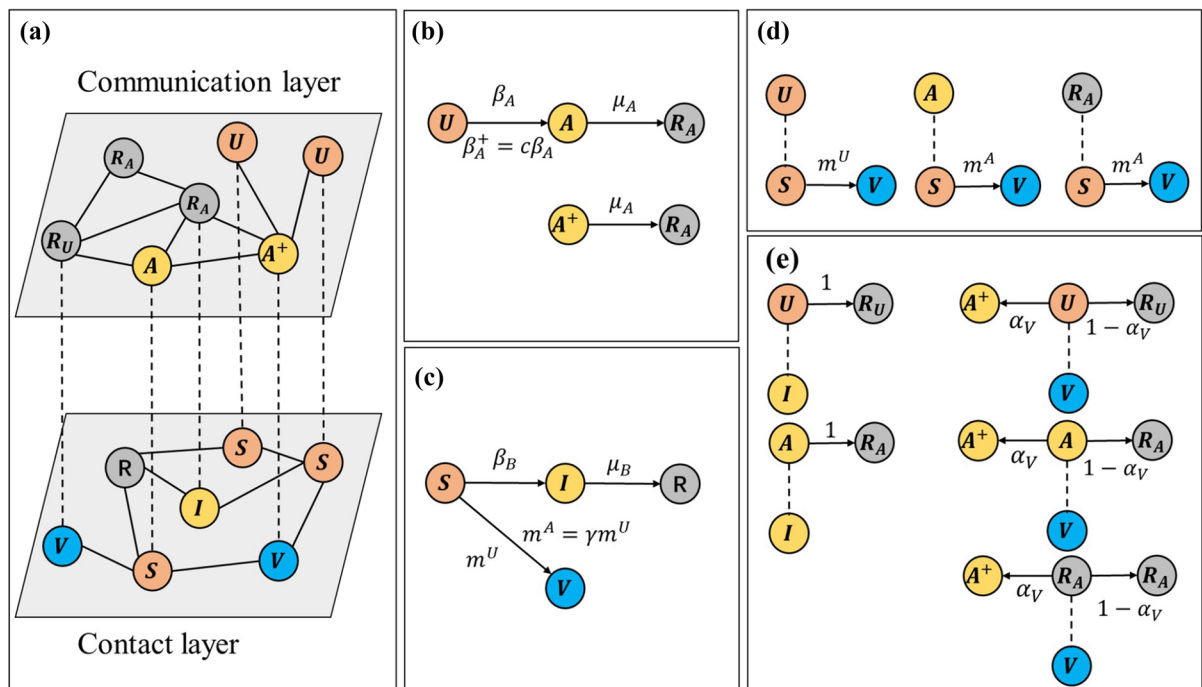 (a)
Communication layer
R_A
U
U
R_A
R_U
A
A⁺
R
S
S
I
V
S
V
Contact layer
(b)
β_A
μ_A
U
A
R_A
β_A⁺ = cβ_A
μ_A
A⁺
R_A
(c)
β_B
μ_B
S
I
R
m^A = γm^U
m^U
V
(d)
U
A
R_A
m^U
m^A
m^A
S
V
S
V
S
V
(e)
1
U
R_U
A⁺
U
R_U
α_V
1 − α_V
I
V
1
A
R_A
A⁺
A
R_A
α_V
1 − α_V
I
V
A⁺
R_A
R_A
α_V
1 − α_V
V